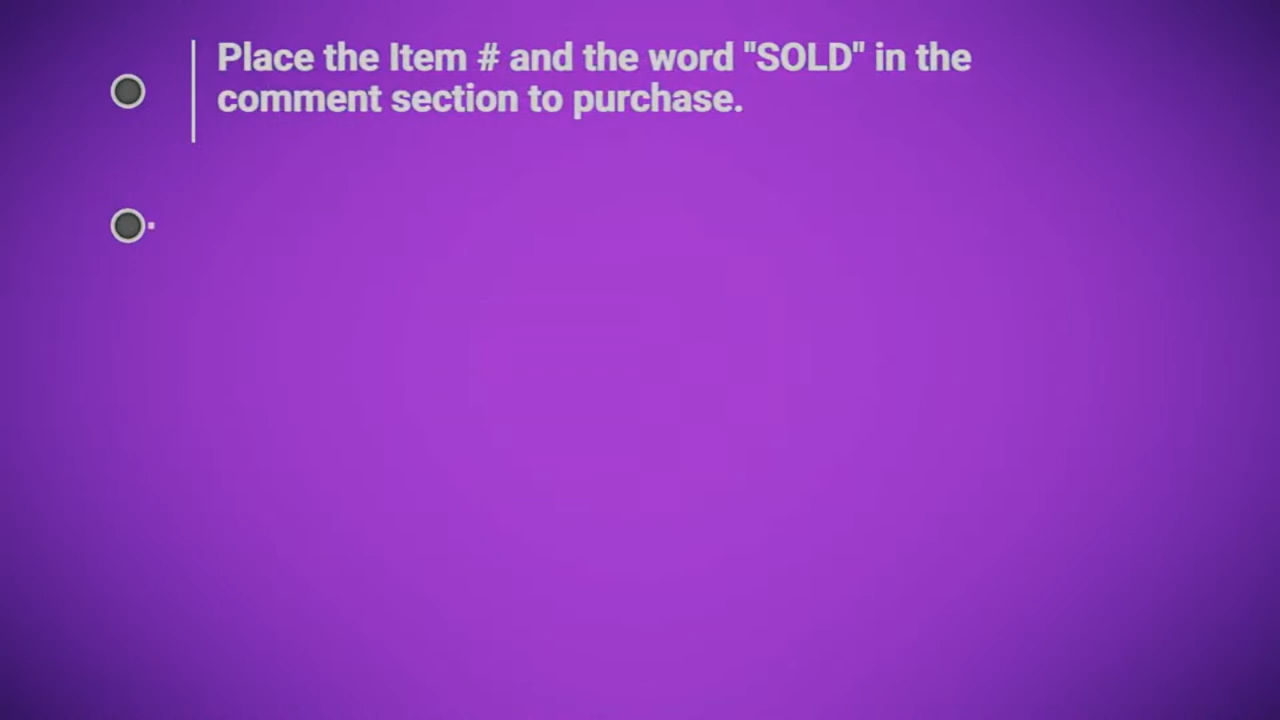 Place the Item # and the word "SOLD" in the
comment section to purchase.